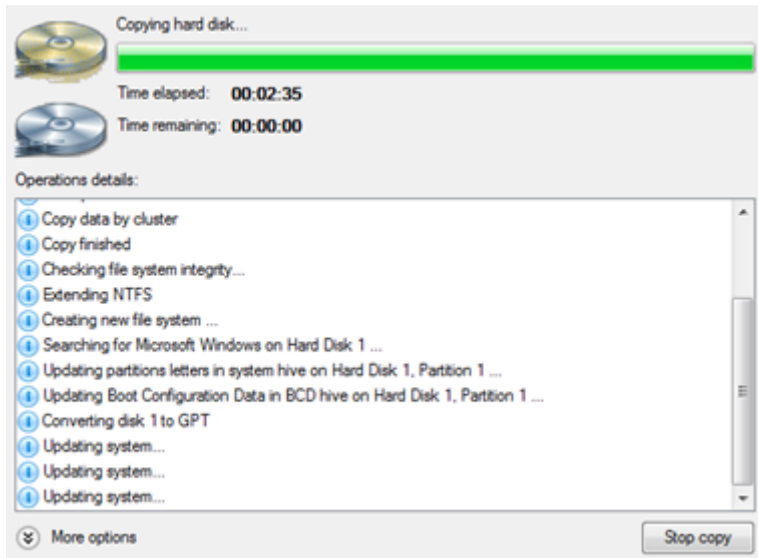 Copying hard disk...
Time elapsed: 00:02:35
Time remaining: 00:00:00
Operations details:
Copy data by cluster
Copy finished
Checking file system integrity...
Extending NTFS
Creating new file system ...
Searching for Microsoft Windows on Hard Disk 1 ...
Updating partitions letters in system hive on Hard Disk 1, Partition 1 ...
Updating Boot Configuration Data in BCD hive on Hard Disk 1, Partition 1 ...
Converting disk 1 to GPT
Updating system...
Updating system...
Updating system...
More options
Stop copy